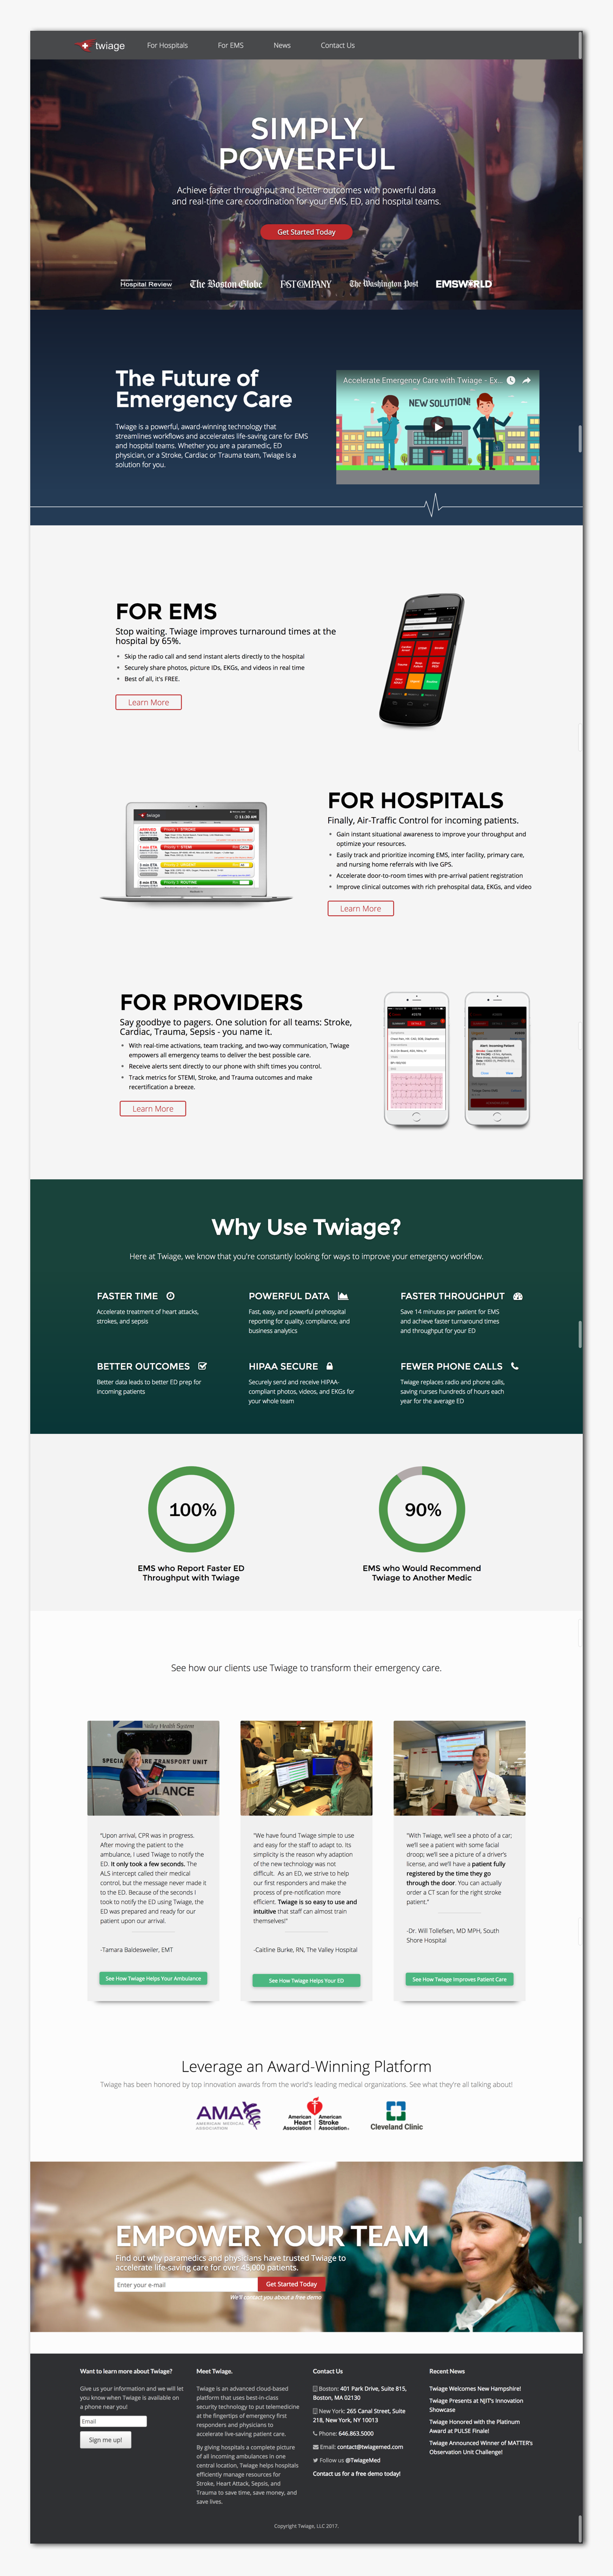 twiage
For Hospitals
For EMS
News
Contact Us
SIMPLY
POWERFUL
Achieve faster throughput and better outcomes with powerful data
and real-time care coordination for your EMS, ED, and hospital teams.
Get Started Today
Hospital Review
The Boston Globe
FAST COMPANY
The Washington Post
EMSWORLD
The Future of
Emergency Care
Twiage is a powerful, award-winning technology that
streamlines workflows and accelerates life-saving care for EMS
and hospital teams. Whether you are a paramedic, ED
physician, or a Stroke, Cardiac or Trauma team, Twiage is a
solution for you.
Accelerate Emergency Care with Twiage - Ex...
NEW SOLUTION!
FOR EMS
Stop waiting. Twiage improves turnaround times at the
hospital by 65%.
Skip the radio call and send instant alerts directly to the hospital
Securely share photos, picture IDs, EKGs, and videos in real time
Best of all, it's FREE.
Learn More
FOR HOSPITALS
Finally, Air-Traffic Control for incoming patients.
Gain instant situational awareness to improve your throughput and
optimize your resources.
Easily track and prioritize incoming EMS, inter facility, primary care,
and nursing home referrals with live GPS.
Accelerate door-to-room times with pre-arrival patient registration
Improve clinical outcomes with rich prehospital data, EKGs, and video
Learn More
twiage
11:30 AM
ARRIVED
Priority 1: STROKE
1 min ETA
Priority 1: STEMI
3 min ETA
Priority 2: URGENT
8 min ETA
Priority 3: ROUTINE
FOR PROVIDERS
Say goodbye to pagers. One solution for all teams: Stroke,
Cardiac, Trauma, Sepsis - you name it.
With real-time activations, team tracking, and two-way communication, Twiage
empowers all emergency teams to deliver the best possible care.
Receive alerts sent directly to our phone with shift times you control.
Track metrics for STEMI, Stroke, and Trauma outcomes and make
recertification a breeze.
Learn More
Why Use Twiage?
Here at Twiage, we know that you're constantly looking for ways to improve your emergency workflow.
FASTER TIME
Accelerate treatment of heart attacks,
strokes, and sepsis
POWERFUL DATA
Fast, easy, and powerful prehospital
reporting for quality, compliance, and
business analytics
FASTER THROUGHPUT
Save 14 minutes per patient for EMS
and achieve faster turnaround times
and throughput for your ED
BETTER OUTCOMES
Better data leads to better ED prep for
incoming patients
HIPAA SECURE
Securely send and receive HIPAA-
compliant photos, videos, and EKGs for
your whole team
FEWER PHONE CALLS
Twiage replaces radio and phone calls,
saving nurses hundreds of hours each
year for the average ED
100%
EMS who Report Faster ED
Throughput with Twiage
90%
EMS who Would Recommend
Twiage to Another Medic
See how our clients use Twiage to transform their emergency care.
Valley Health System
"Upon arrival, CPR was in progress.
After moving the patient to the
ambulance, I used Twiage to notify the
ED. It only took a few seconds. The
ALS intercept called their medical
control, but the message never made it
to the ED. Because of the seconds I
took to notify the ED using Twiage, the
ED was prepared and ready for our
patient upon our arrival.
-Tamara Baldesweiler, EMT
See How Twiage Helps Your Ambulance
"We have found Twiage simple to use
and easy for the staff to adapt to. Its
simplicity is the reason why adaption
of the new technology was not
difficult. As an ED, we strive to help
our first responders and make the
process of pre-notification more
efficient. Twiage is so easy to use and
intuitive that staff can almost train
themselves!"
-Caitline Burke, RN, The Valley Hospital
See How Twiage Helps Your ED
"With Twiage, we'll see a photo of a car;
we'll see a patient with some facial
droop; we'll see a picture of a driver's
license, and we'll have a patient fully
registered by the time they go
through the door. You can actually
order a CT scan for the right stroke
patient."
-Dr. Will Tollefsen, MD MPH, South
Shore Hospital
See How Twiage Improves Patient Care
Leverage an Award-Winning Platform
Twiage has been honored by top innovation awards from the world's leading medical organizations. See what they're all talking about!
AMA
AMERICAN MEDICAL
ASSOCIATION
American Heart Association
American Stroke Association
Cleveland Clinic
EMPOWER YOUR TEAM
Find out why paramedics and physicians have trusted Twiage to
accelerate life-saving care for over 45,000 patients.
Enter your e-mail
Get Started Today
We'll contact you about a free demo
Want to learn more about Twiage?
Give us your information and we will let
you know when Twiage is available on
a phone near you!
Email
Sign me up!
Meet Twiage.
Twiage is an advanced cloud-based
platform that uses best-in-class
security technology to put telemedicine
at the fingertips of emergency first
responders and physicians to
accelerate live-saving patient care.
By giving hospitals a complete picture
of all incoming ambulances in one
central location, Twiage helps hospitals
efficiently manage resources for
Stroke, Heart Attack, Sepsis, and
Trauma to save time, save money, and
save lives.
Contact Us
Boston: 401 Park Drive, Suite 815,
Boston, MA 02130
New York: 265 Canal Street, Suite
218, New York, NY 10013
Phone: 646.863.5000
Email: contact@twiagemed.com
Follow us @TwiageMed
Contact us for a free demo today!
Recent News
Twiage Welcomes New Hampshire!
Twiage Presents at NJIT's Innovation
Showcase
Twiage Honored with the Platinum
Award at PULSE Finale!
Twiage Announced Winner of MATTER's
Observation Unit Challenge!
Copyright Twiage, LLC 2017.